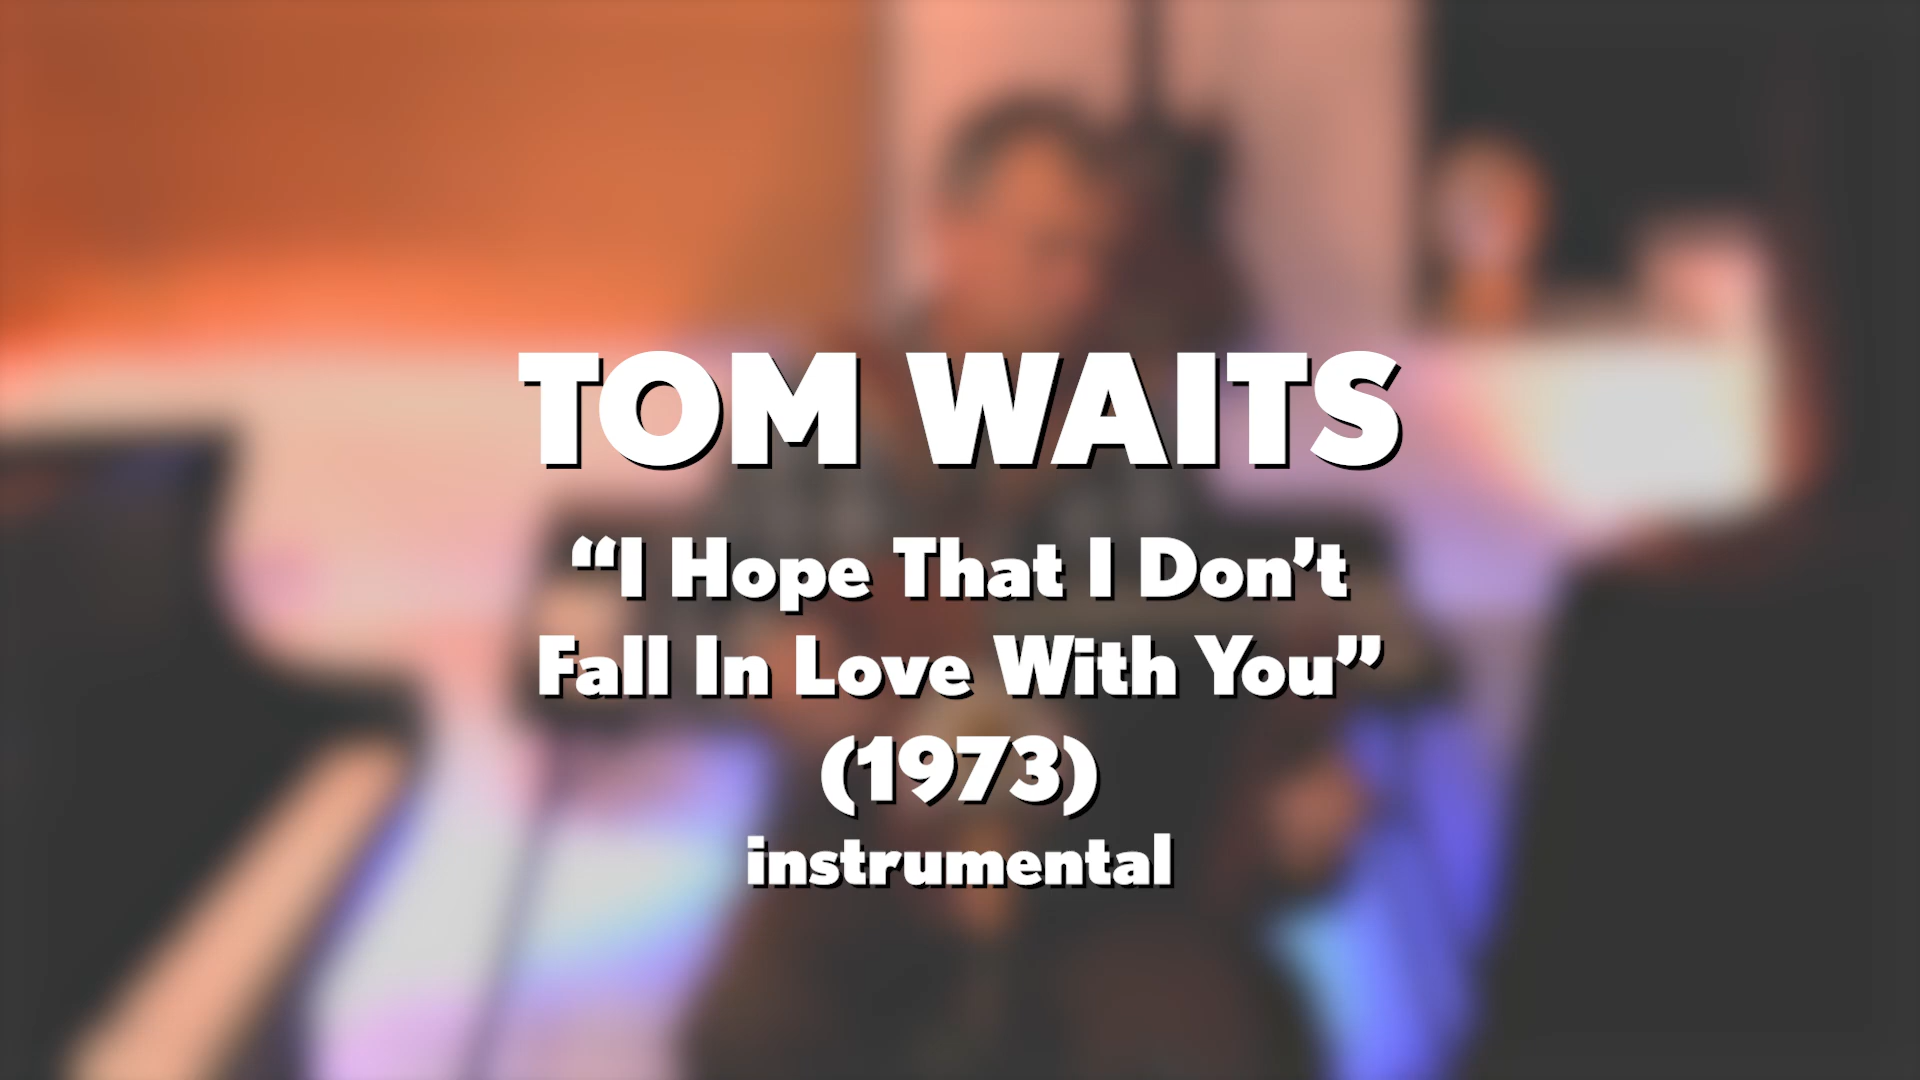 TOM WAITS
“I Hope That I Don’t
Fall In Love With You”
(1973)
instrumental